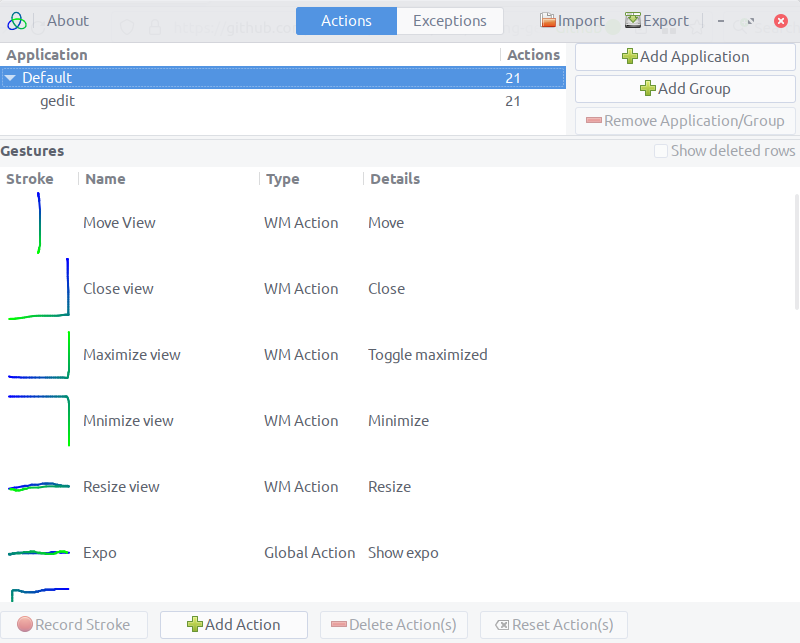 About Actions Exceptions Import Export
Application Actions
Default 21
gedit 21
Add Application
Add Group
Remove Application/Group
Gestures Show deleted rows
Stroke Name Type Details
Move View WM Action Move
Close view WM Action Close
Maximize view WM Action Toggle maximized
Mnimize view WM Action Minimize
Resize view WM Action Resize
Expo Global Action Show expo
Record Stroke Add Action Delete Action(s) Reset Action(s)